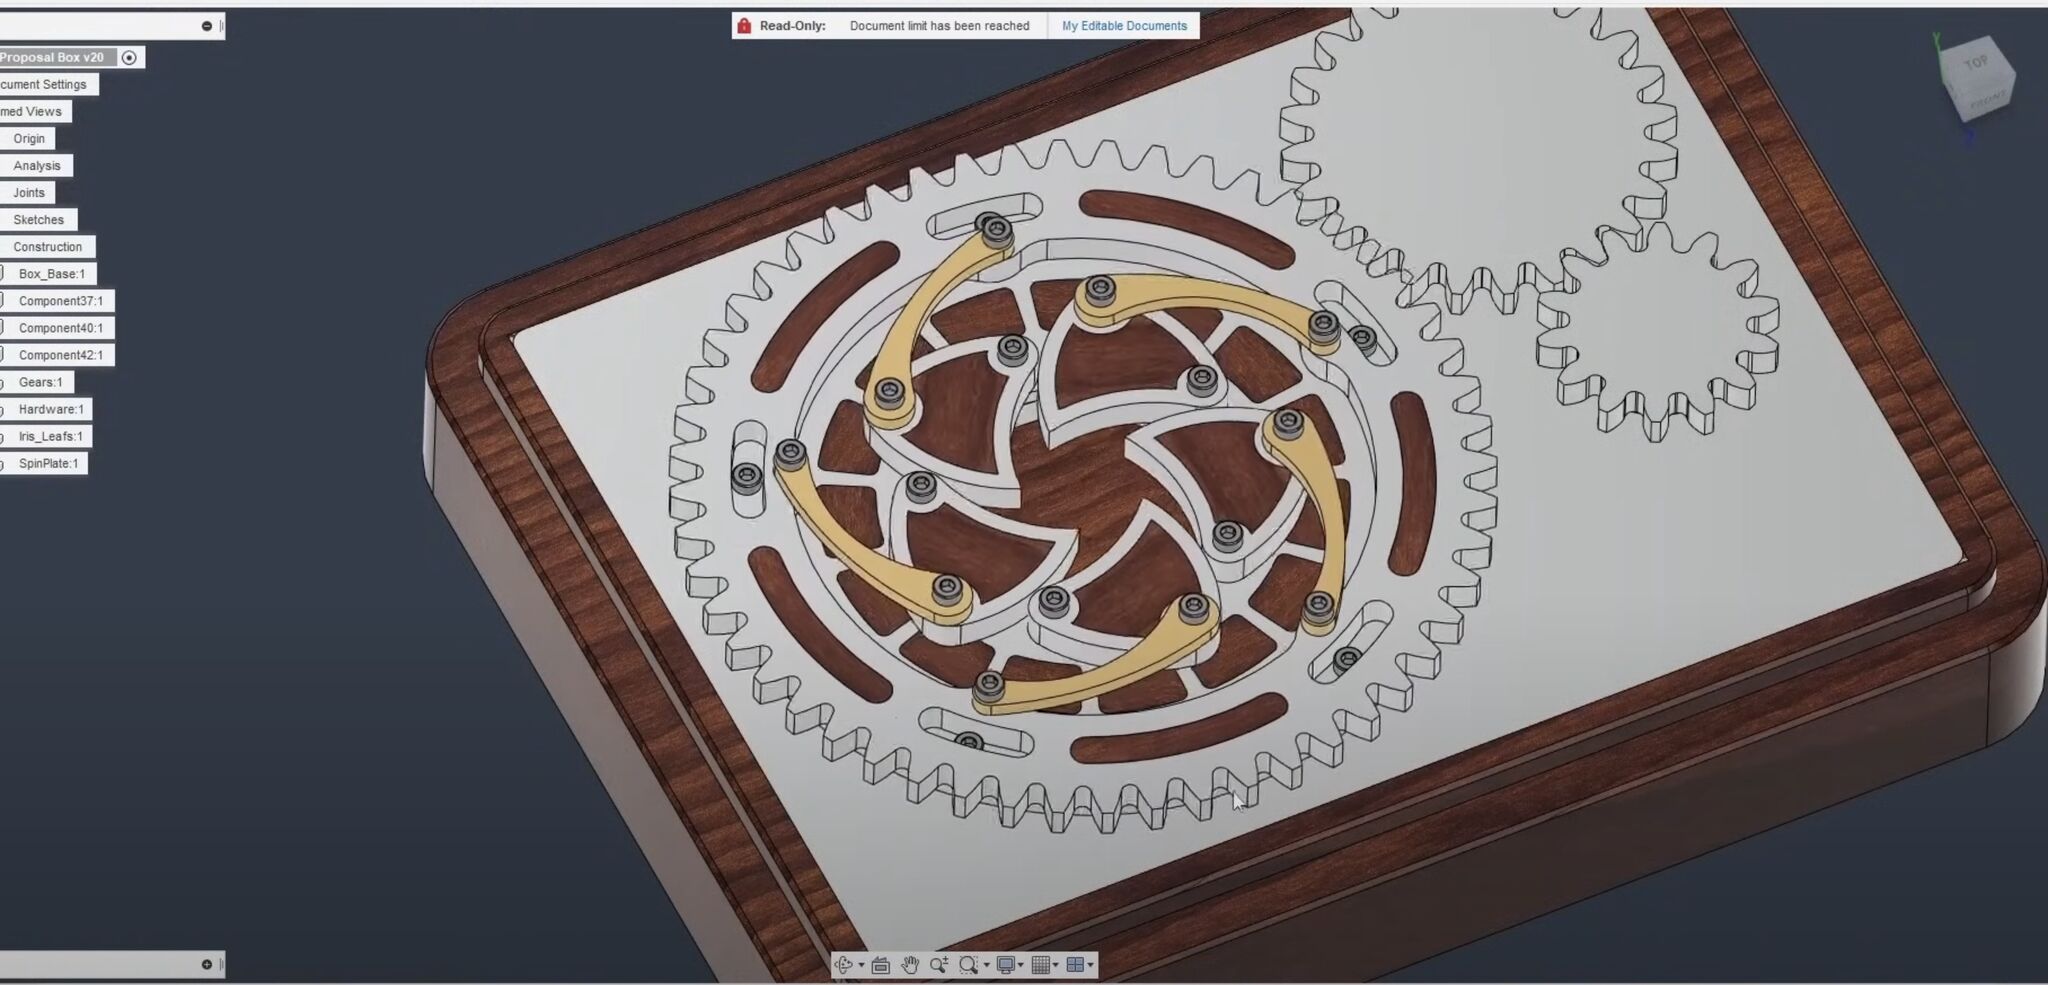 Read-Only: Document limit has been reached My Editable Documents
Proposal Box v20
cument Settings
med Views
Origin
Analysis
Joints
Sketches
Construction
Box_Base:1
Component37:1
Component40:1
Component42:1
Gears:1
Hardware:1
Iris_Leafs:1
SpinPlate:1
Y
TOP
FRONT
Z